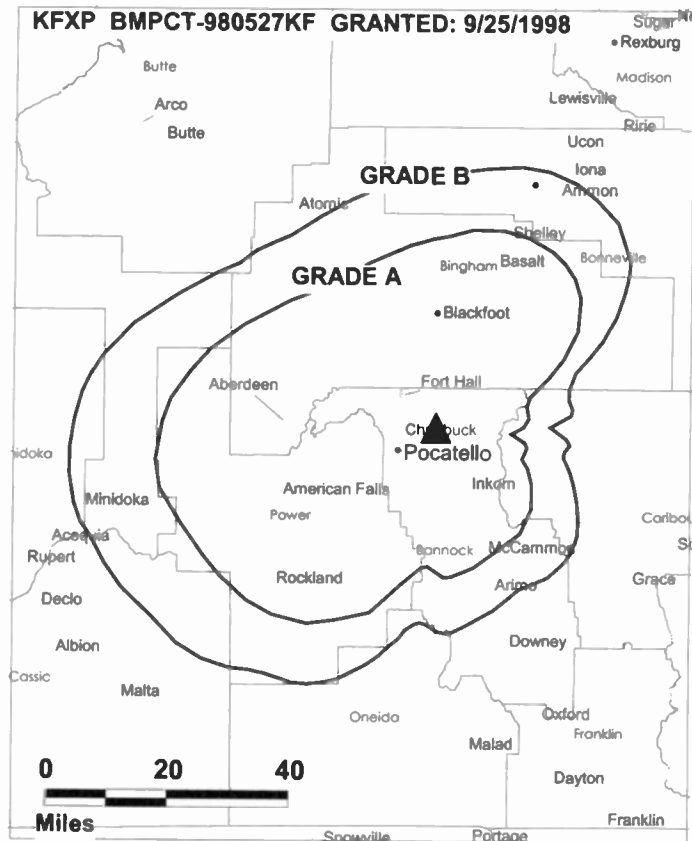 KFXP BMPCT-980527KF GRANTED: 9/25/1998
Sugar
Rexburg
Butte
Madison
Arco
Lewisville
Butte
Ririe
Ucon
Iona
GRADE B
Ammon
Atomic
Shelley
Basalt
Bonneville
Bingham
GRADE A
Blackfoot
Aberdeen
Fort Hall
Pocatello
idoka
Inkom
American Falls
Minidoka
Power
Caribou
Acequia
Bannock
McCammon
Rupert
Rockland
Grace
Arimo
Declo
Albion
Downey
Cassic
Malta
Oneida
Oxford
Franklin
Malad
0 20 40
Dayton
Miles
Franklin
Snowville
Portage